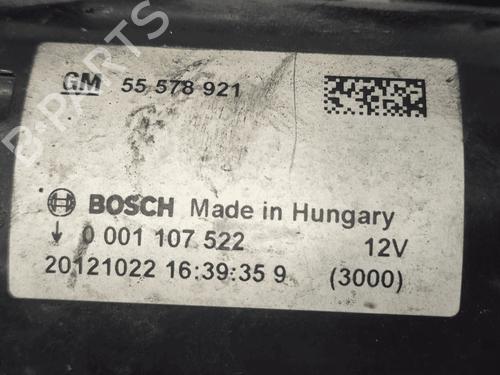 GM 55 578 921
BOSCH Made in Hungary
0 001 107 522 12V
20121022 16:39:35 9 (3000)
B-PARTS